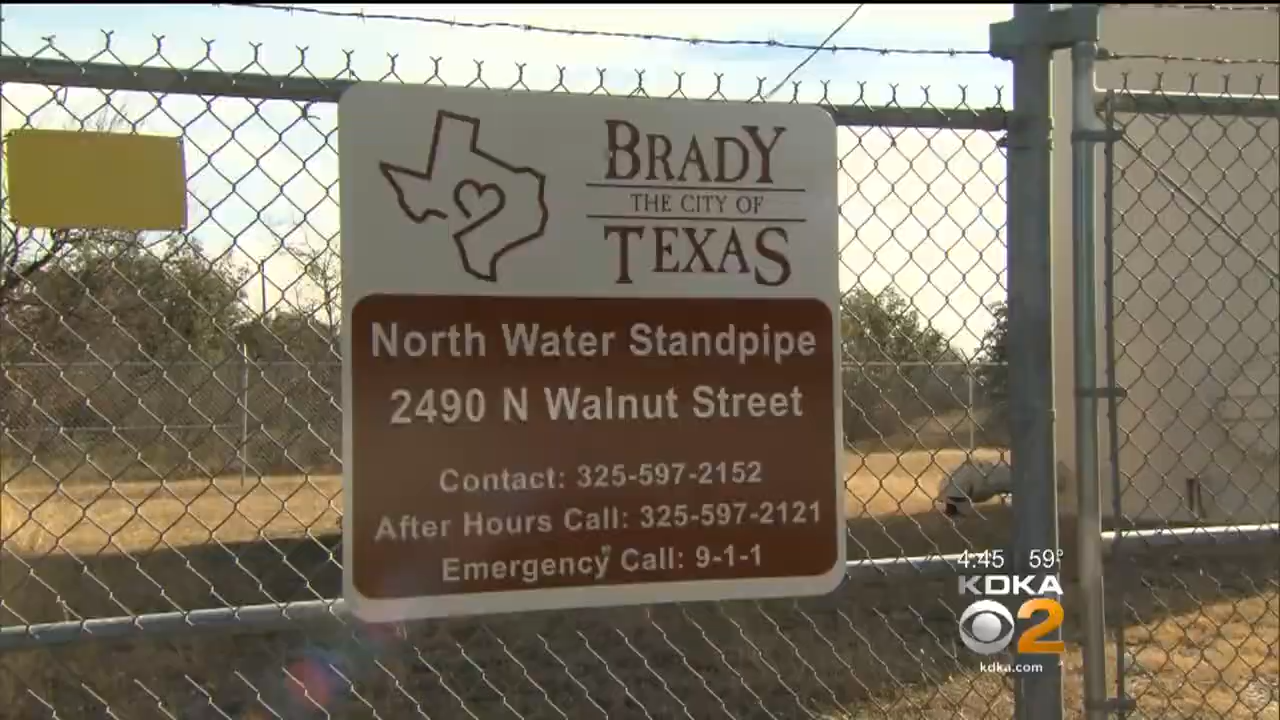 BRADY
THE CITY OF
TEXAS
North Water Standpipe
2490 N Walnut Street
Contact: 325-597-2152
After Hours Call: 325-597-2121
Emergency Call: 9-1-1
4:45 59°
KDKA
2
kdka.com